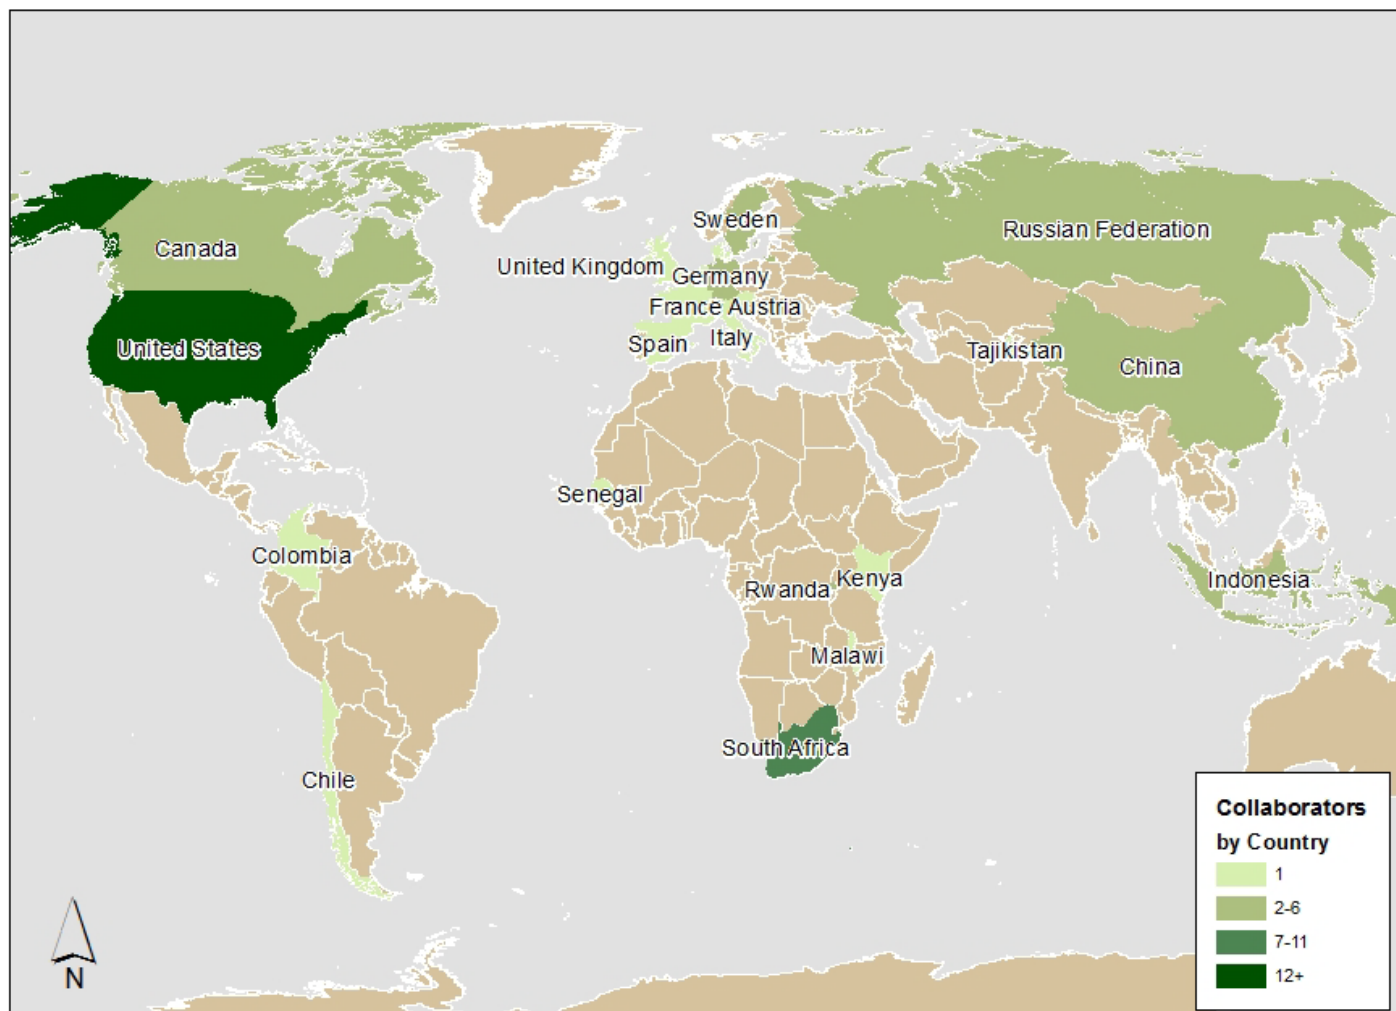 Sweden
Russian Federation
Canada
United Kingdom
Germany
France
Austria
United States
Spain
Italy
Tajikistan
China
Senegal
Colombia
Rwanda
Kenya
Indonesia
Malawi
South Africa
Chile
Collaborators
by Country
1
2-6
7-11
12+
N